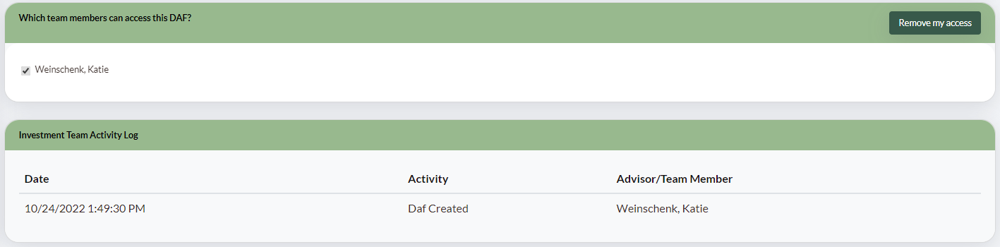 Which team members can access this DAF?
Remove my access
Weinschenk, Katie
Investment Team Activity Log
Date Activity Advisor/Team Member
10/24/2022 1:49:30 PM Daf Created Weinschenk, Katie